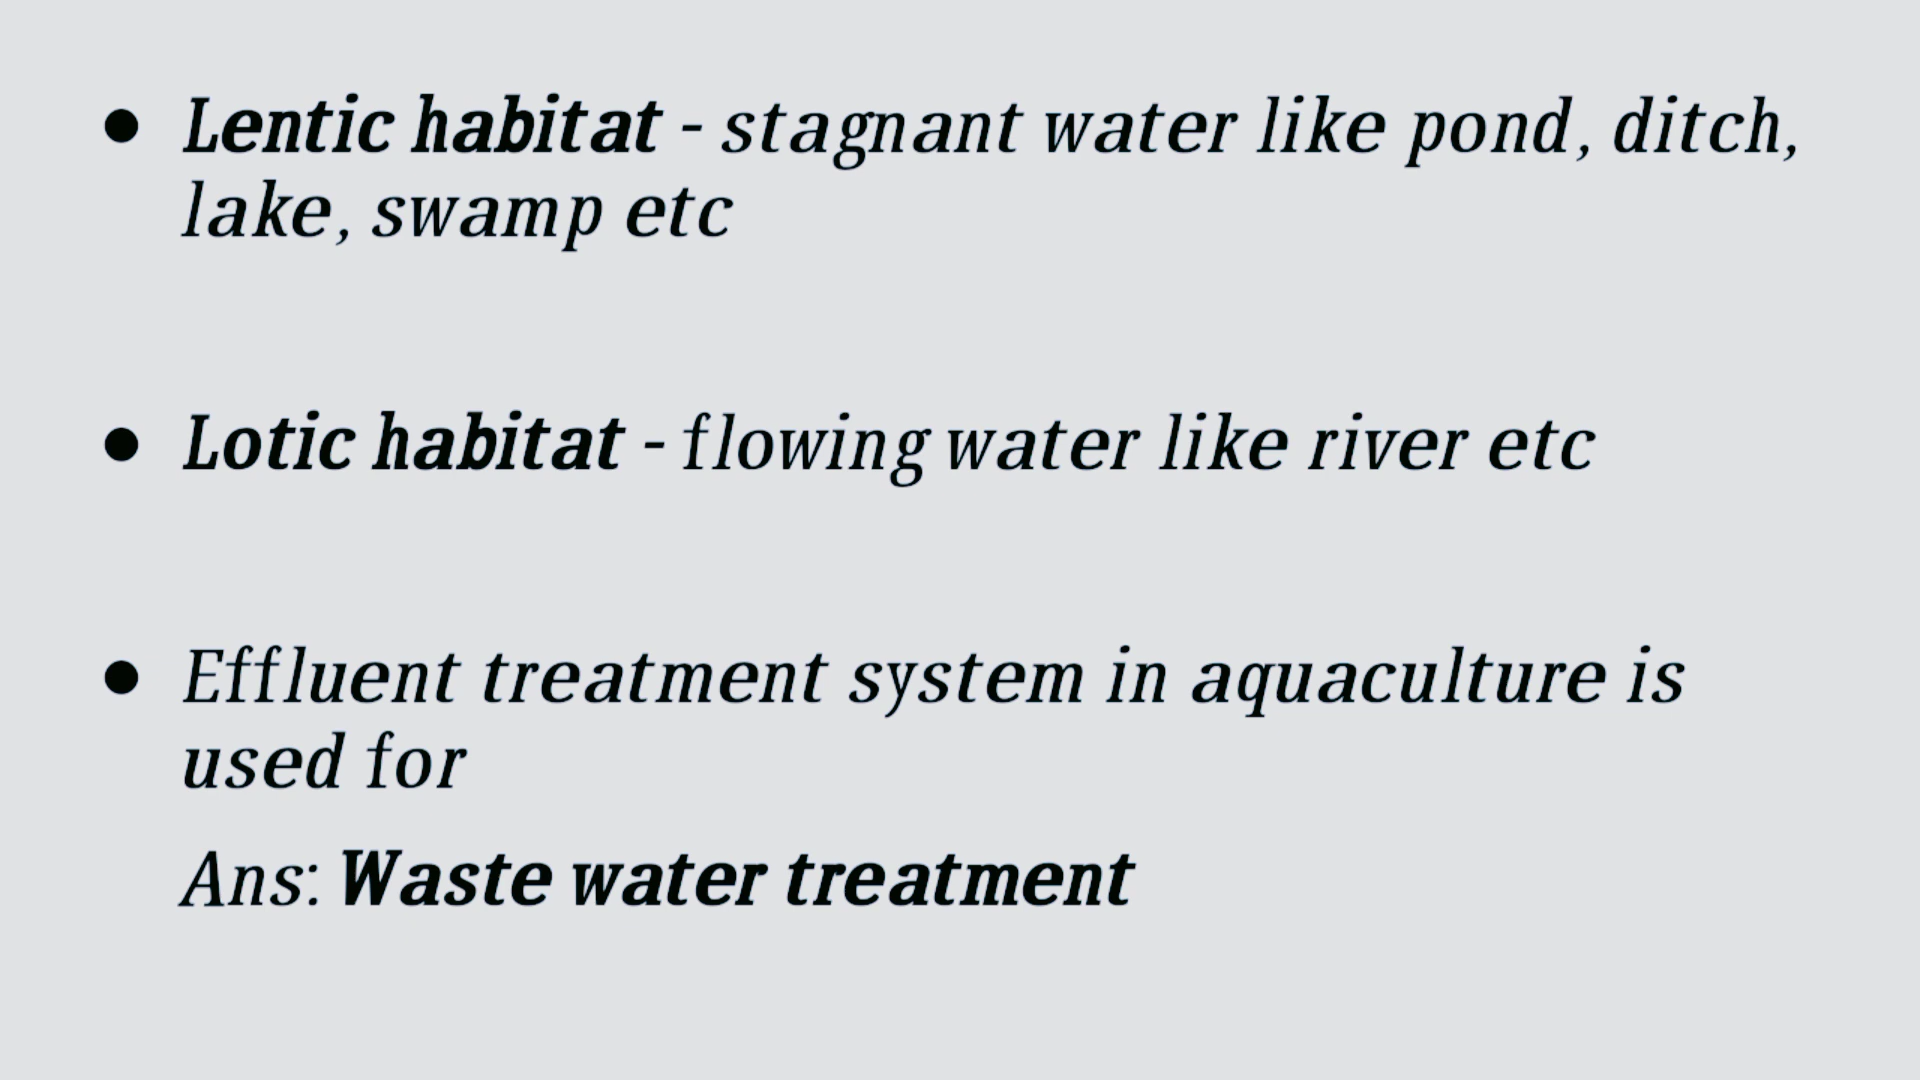 ● Lentic habitat - stagnant water like pond, ditch,
lake, swamp etc
● Lotic habitat - flowing water like river etc
● Effluent treatment system in aquaculture is
used for
Ans: Waste water treatment